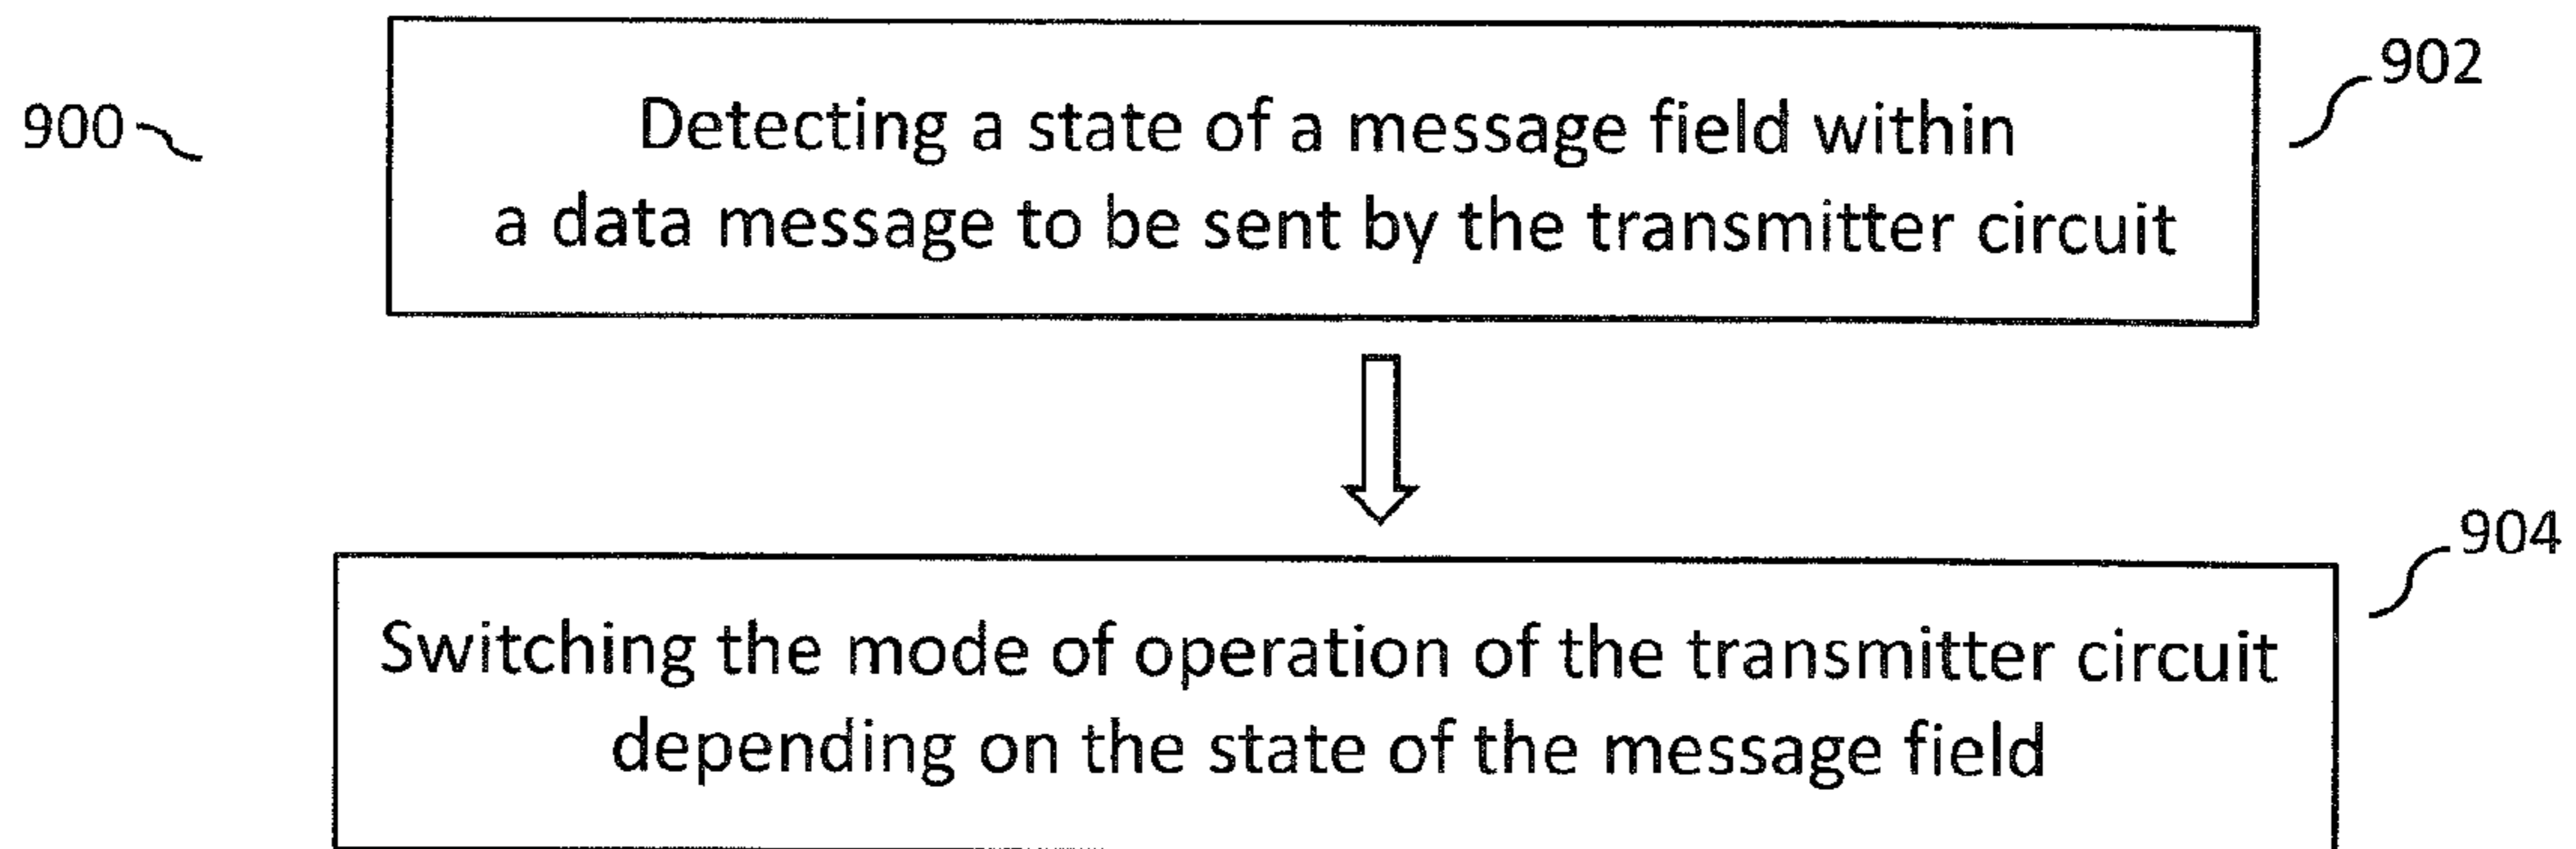 900
902
Detecting a state of a message field within
a data message to be sent by the transmitter circuit
904
Switching the mode of operation of the transmitter circuit
depending on the state of the message field